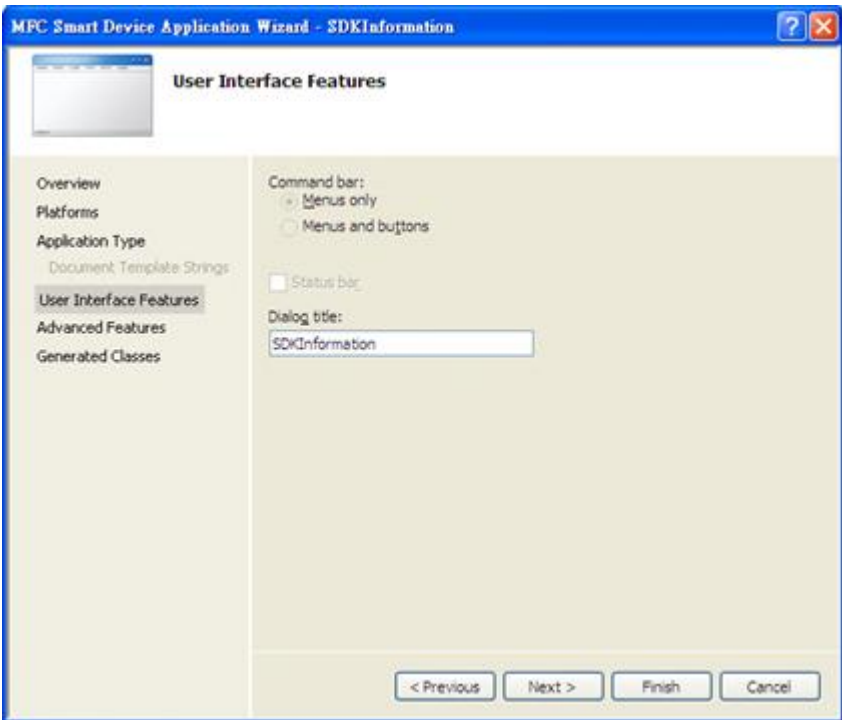 MFC Smart Device Application Wizard - SDKInformation
User Interface Features
Overview
Platforms
Application Type
Document Template Strings
User Interface Features
Advanced Features
Generated Classes
Command bar:
Menus only
Menus and buttons
Status bar
Dialog title:
SDKInformation
< Previous
Next >
Finish
Cancel